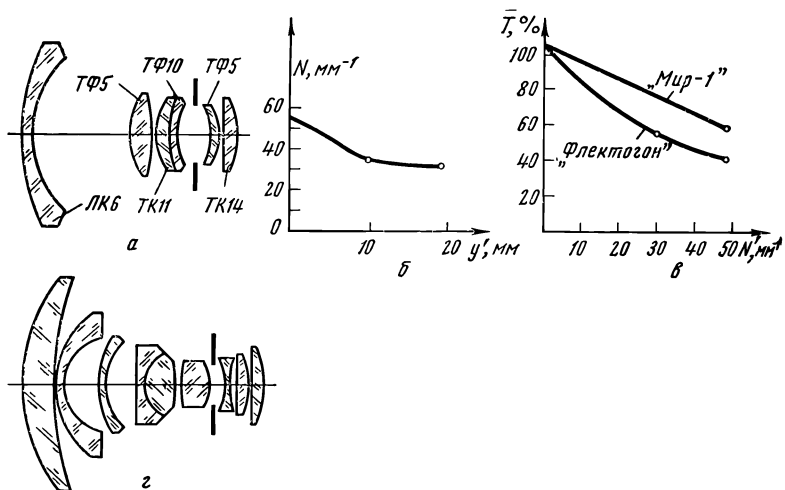 ТФ5
ТФ10
ТФ5
ЛК6
ТК11
ТК14
а
N, мм⁻¹
60
40
20
0
10
20
y', мм
б
T̄, %
100
80
60
40
20
„Мир-1”
„Флектогон”
10
20
30
40
50
N', мм⁻¹
в
г